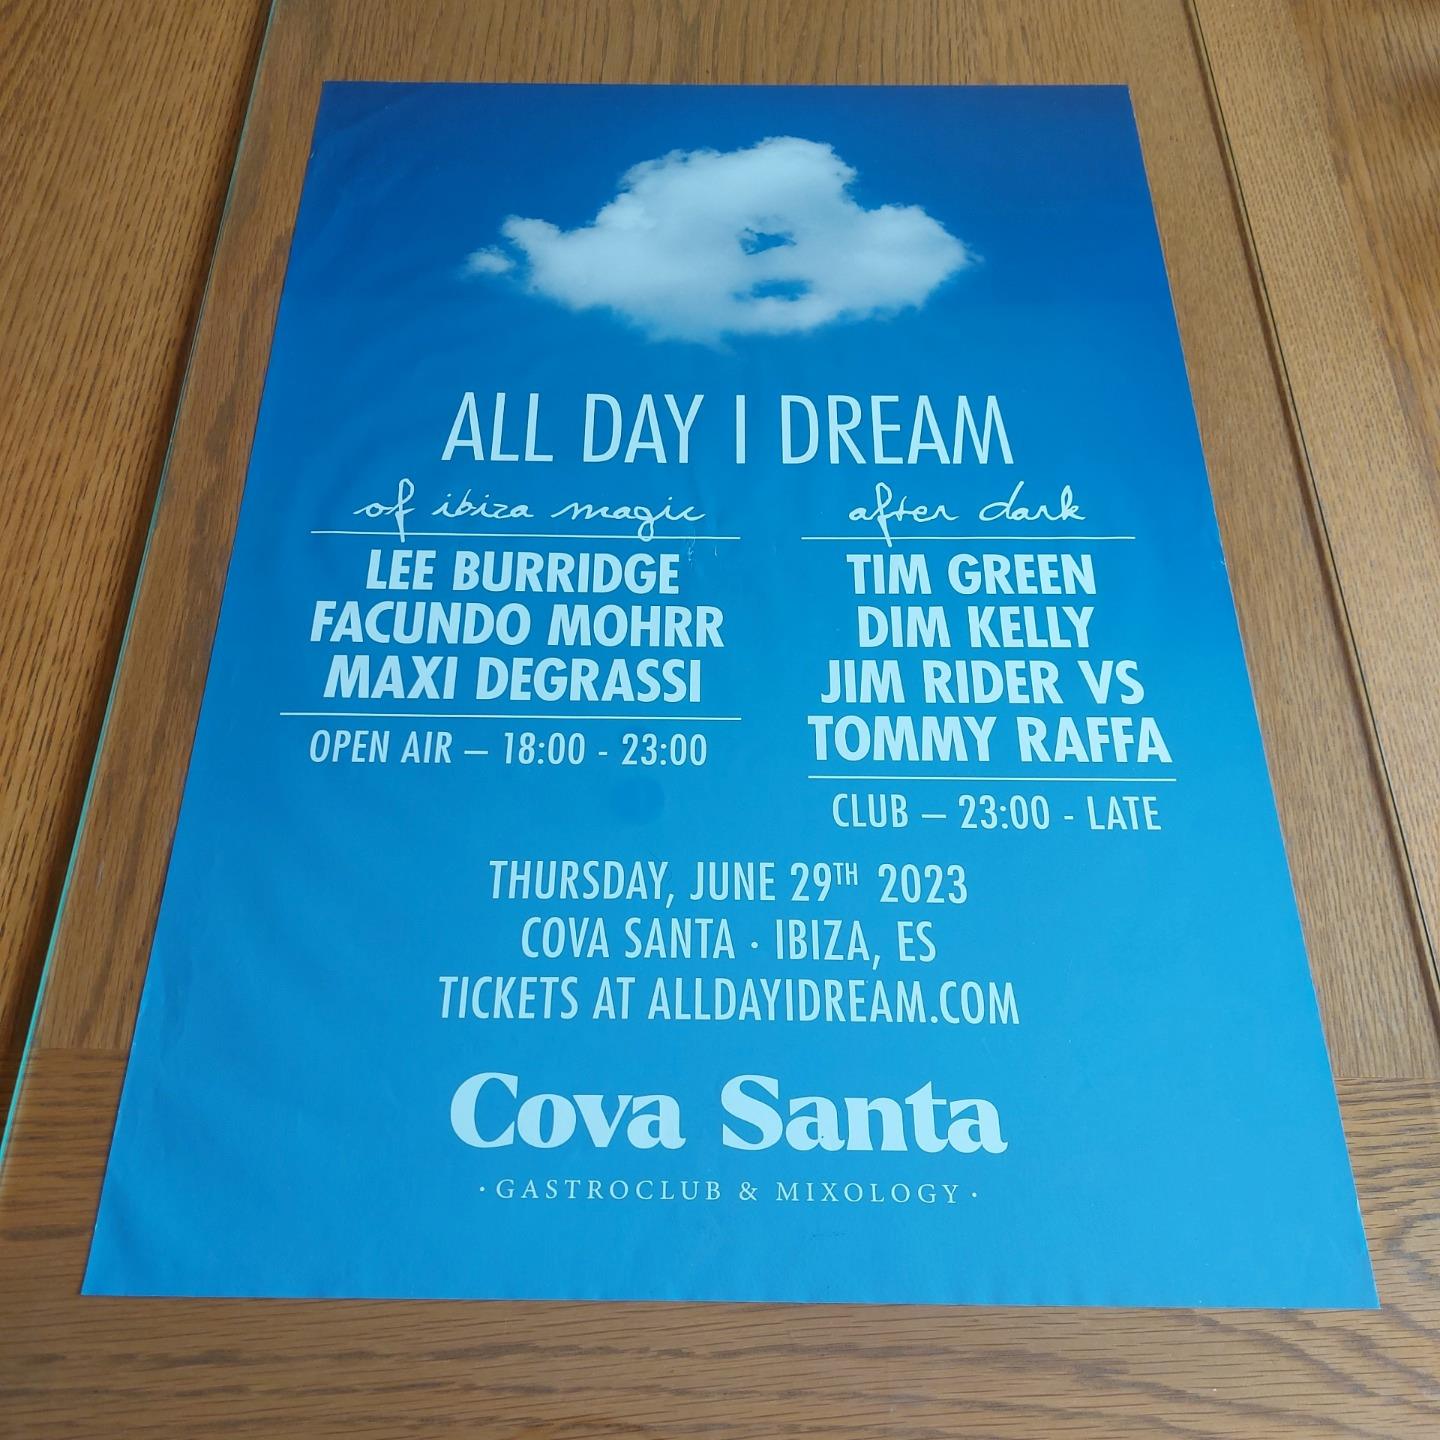 ALL DAY I DREAM
of ibiza magic
LEE BURRIDGE
FACUNDO MOHRR
MAXI DEGRASSI
OPEN AIR – 18:00 - 23:00
after dark
TIM GREEN
DIM KELLY
JIM RIDER VS
TOMMY RAFFA
CLUB – 23:00 - LATE
THURSDAY, JUNE 29TH 2023
COVA SANTA · IBIZA, ES
TICKETS AT ALLDAYIDREAM.COM
Cova Santa
· GASTROCLUB & MIXOLOGY ·